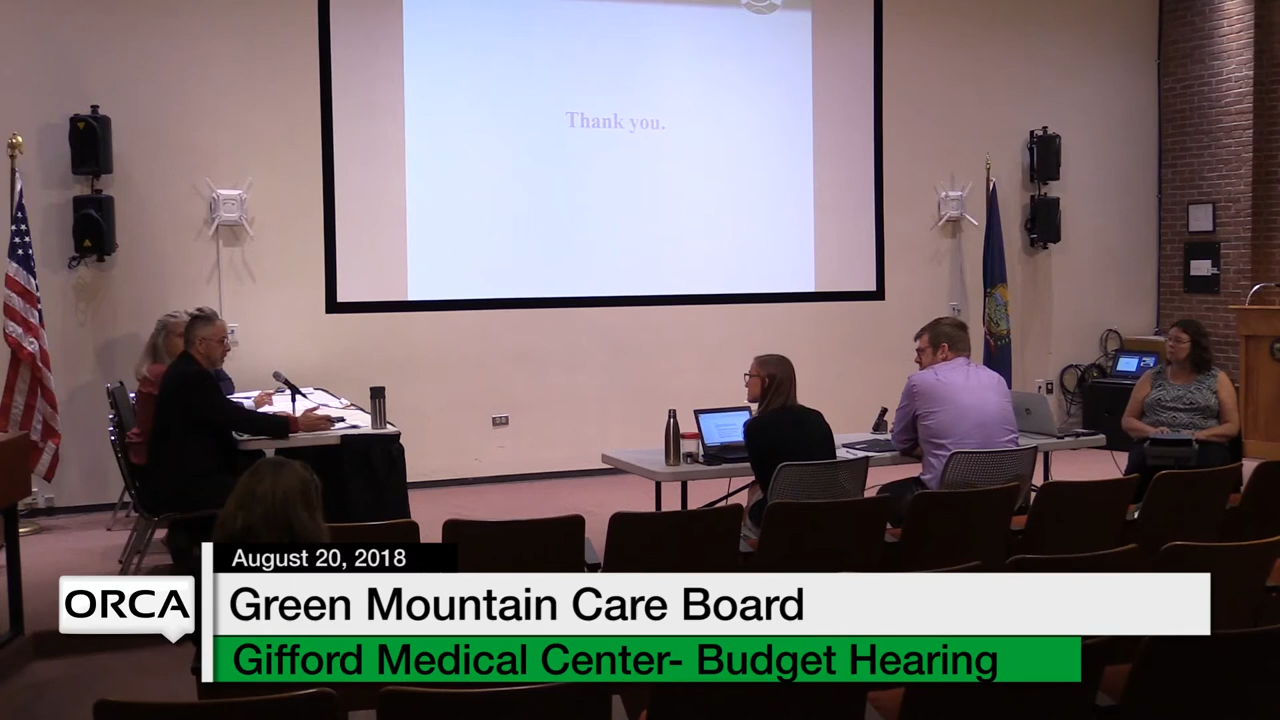 Thank you.
August 20, 2018
ORCA
Green Mountain Care Board
Gifford Medical Center- Budget Hearing